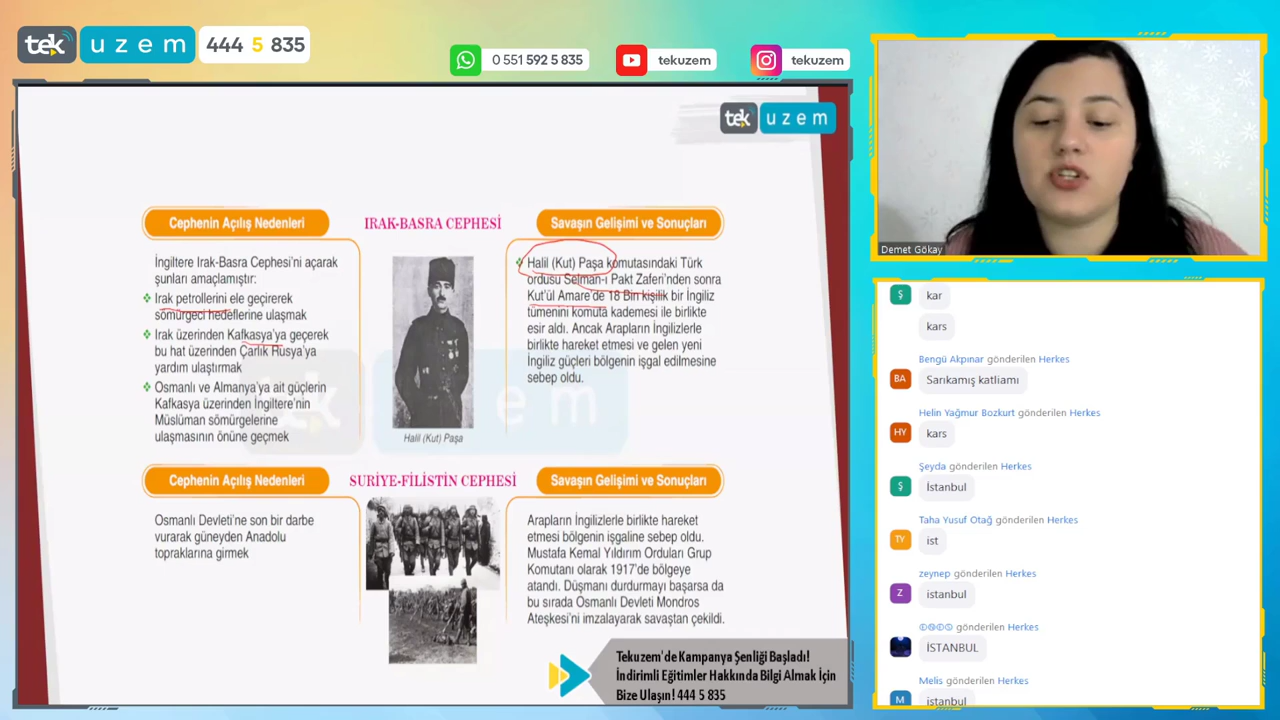 tek uzem 444 5 835
0 551 592 5 835
tekuzem
tekuzem
tek uzem
Cephenin Açılış Nedenleri
IRAK-BASRA CEPHESİ
Savaşın Gelişimi ve Sonuçları
İngiltere Irak-Basra Cephesi'ni açarak
şunları amaçlamıştır:
Irak petrollerini ele geçirerek
sömürgeci hedeflerine ulaşmak
Irak üzerinden Kafkasya'ya geçerek
bu hat üzerinden Çarlık Rusya'ya
yardım ulaştırmak
Osmanlı ve Almanya'ya ait güçlerin
Kafkasya üzerinden İngiltere'nin
Müslüman sömürgelerine
ulaşmasının önüne geçmek
Halil (Kut) Paşa
Halil (Kut) Paşa komutasındaki Türk
ordusu Selman-ı Pakt Zaferi'nden sonra
Kut'ül Amare'de 18 Bin kişilik bir İngiliz
tümenini komuta kademesi ile birlikte
esir aldı. Ancak Arapların İngilizlerle
birlikte hareket etmesi ve gelen yeni
İngiliz güçleri bölgenin işgal edilmesine
sebep oldu.
tek uzem
Cephenin Açılış Nedenleri
SURİYE-FİLİSTİN CEPHESİ
Savaşın Gelişimi ve Sonuçları
Osmanlı Devleti'ne son bir darbe
vurarak güneyden Anadolu
topraklarına girmek
Arapların İngilizlerle birlikte hareket
etmesi bölgenin işgaline sebep oldu.
Mustafa Kemal Yıldırım Orduları Grup
Komutanı olarak 1917'de bölgeye
atandı. Düşmanı durdurmayı başarsa da
bu sırada Osmanlı Devleti Mondros
Ateşkesi'ni imzalayarak savaştan çekildi.
Tekuzem'de Kampanya Şenliği Başladı!
İndirimli Eğitimler Hakkında Bilgi Almak İçin
Bize Ulaşın! 444 5 835
Demet Gökay
Ş
kar
kars
Bengü Akpınar gönderilen Herkes
BA
Sarıkamış katliamı
Helin Yağmur Bozkurt gönderilen Herkes
HY
kars
Şeyda gönderilen Herkes
Ş
İstanbul
Taha Yusuf Otağ gönderilen Herkes
TY
ist
zeynep gönderilen Herkes
Z
istanbul
gönderilen Herkes
İSTANBUL
Melis gönderilen Herkes
M
istanbul